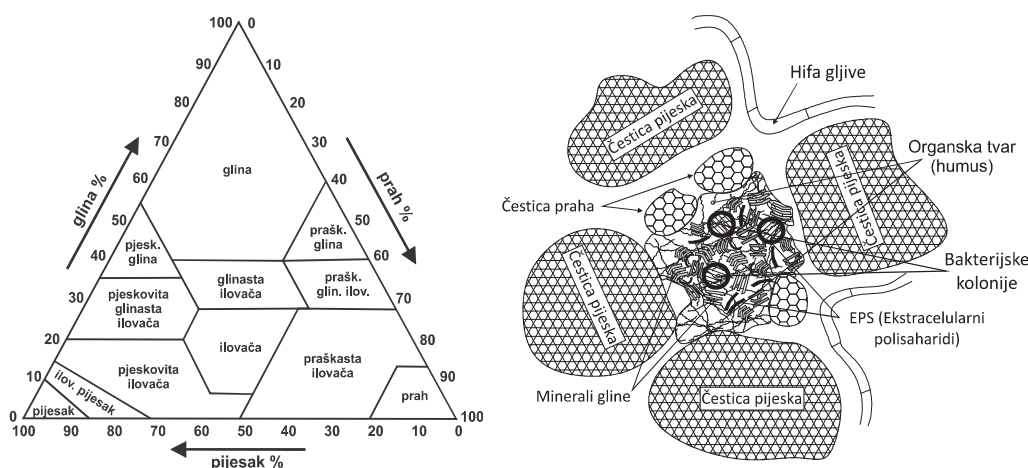 100
0
90
10
80
20
70
30
60
40
50
50
40
60
30
70
20
80
10
90
0
100
glina %
prah %
glina
prašk.
glina
pjesk.
glina
glinasta
ilovača
prašk.
glin. ilov.
pjeskovita
glinasta
ilovača
ilovača
pjeskovita
ilovača
praškasta
ilovača
ilov. pijesak
pijesak
prah
100 90 80 70 60 50 40 30 20 10 0
pijesak %
Hifa gljive
Čestica pijeska
Čestica pijeska
Organska tvar
(humus)
Čestica praha
Čestica pijeska
Bakterijske
kolonije
EPS (Ekstracelularni
polisaharidi)
Minerali gline
Čestica pijeska